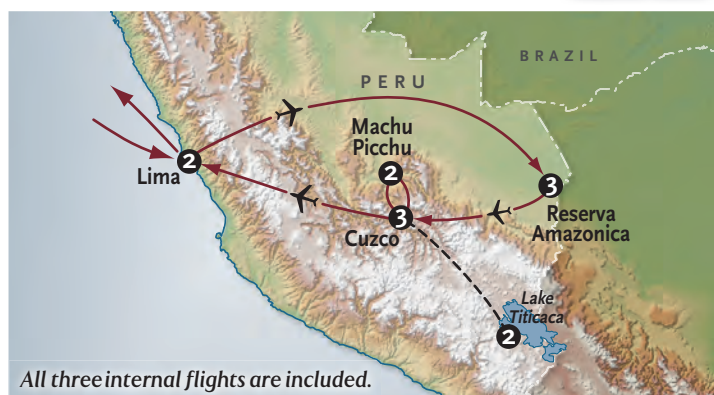 BRAZIL
PERU
Machu
Picchu
2
2
Lima
3
Reserva
Amazonica
3
Cuzco
Lake
Titicaca
2
All three internal flights are included.